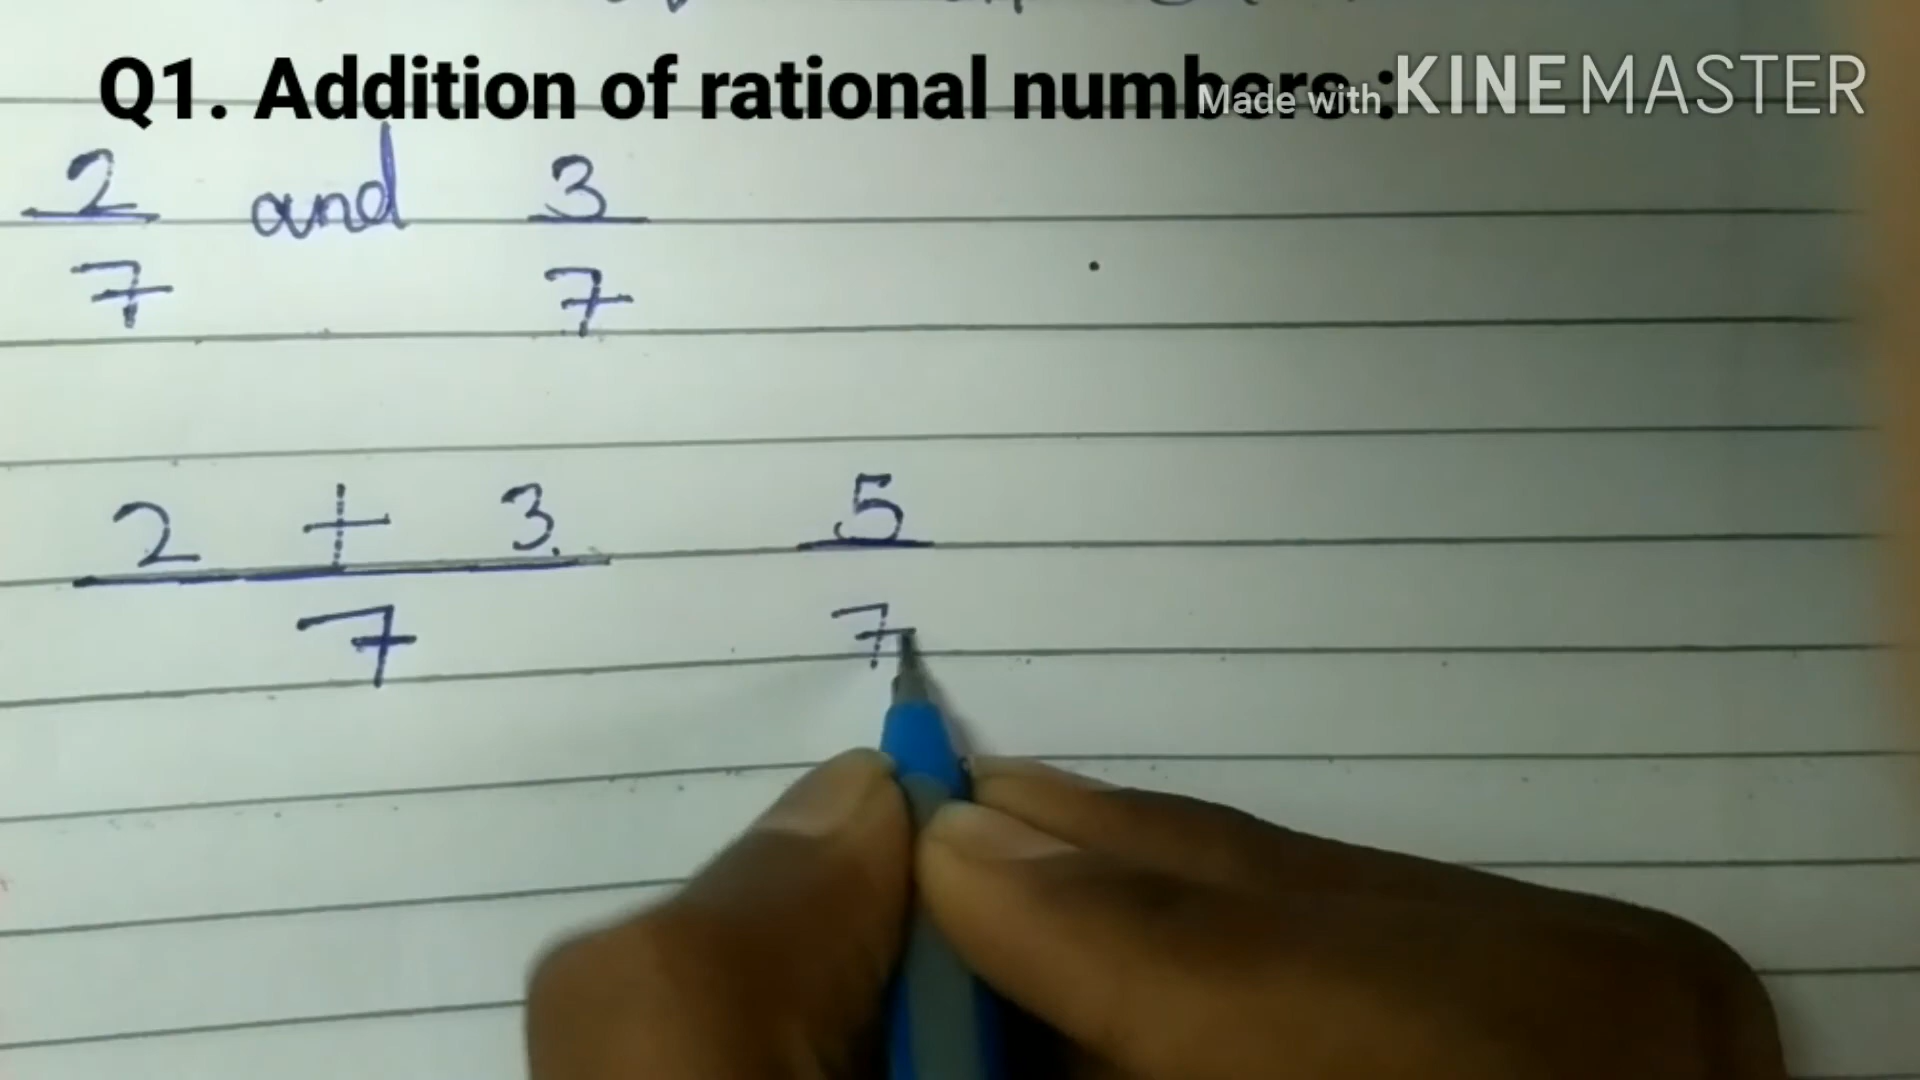 Q1. Addition of rational numbers :
Made with KINEMASTER
2/7 and 3/7
2 + 3 / 7 5/7